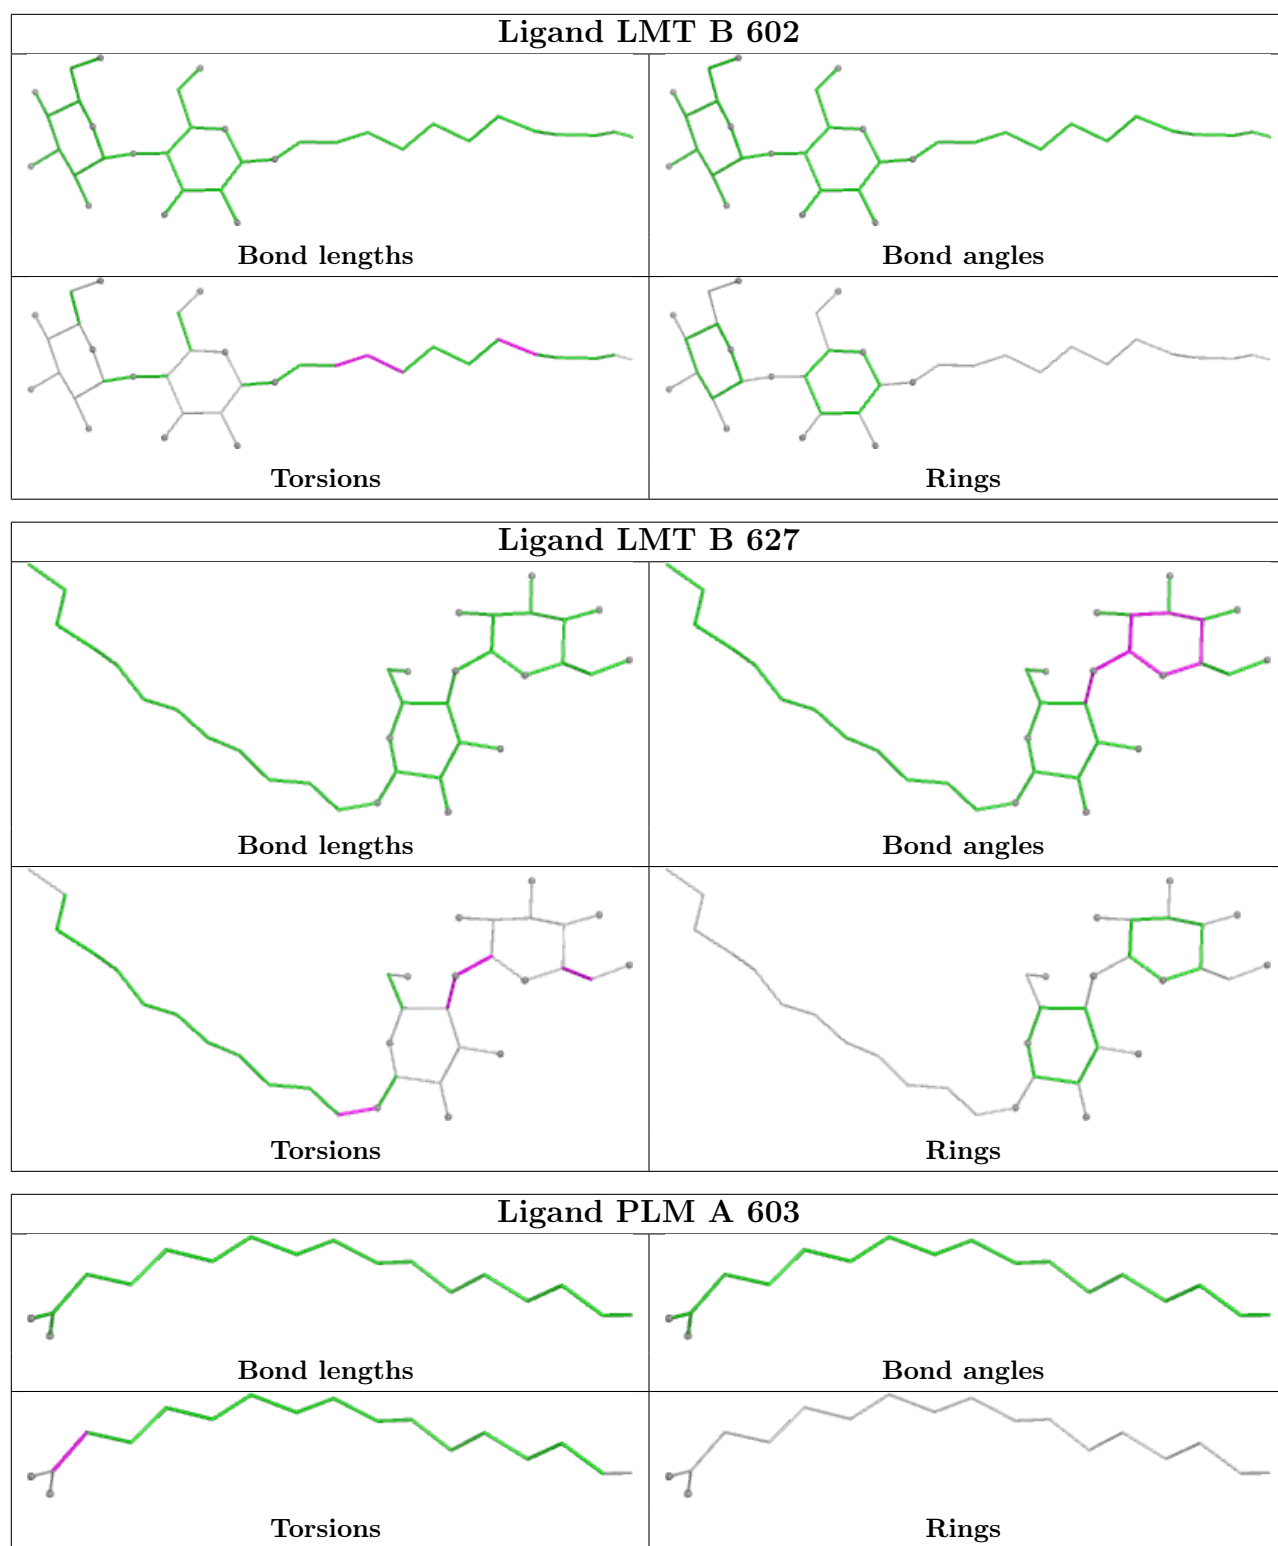 Ligand LMT B 602
Bond lengths
Bond angles
Torsions
Rings
Ligand LMT B 627
Bond lengths
Bond angles
Torsions
Rings
Ligand PLM A 603
Bond lengths
Bond angles
Torsions
Rings